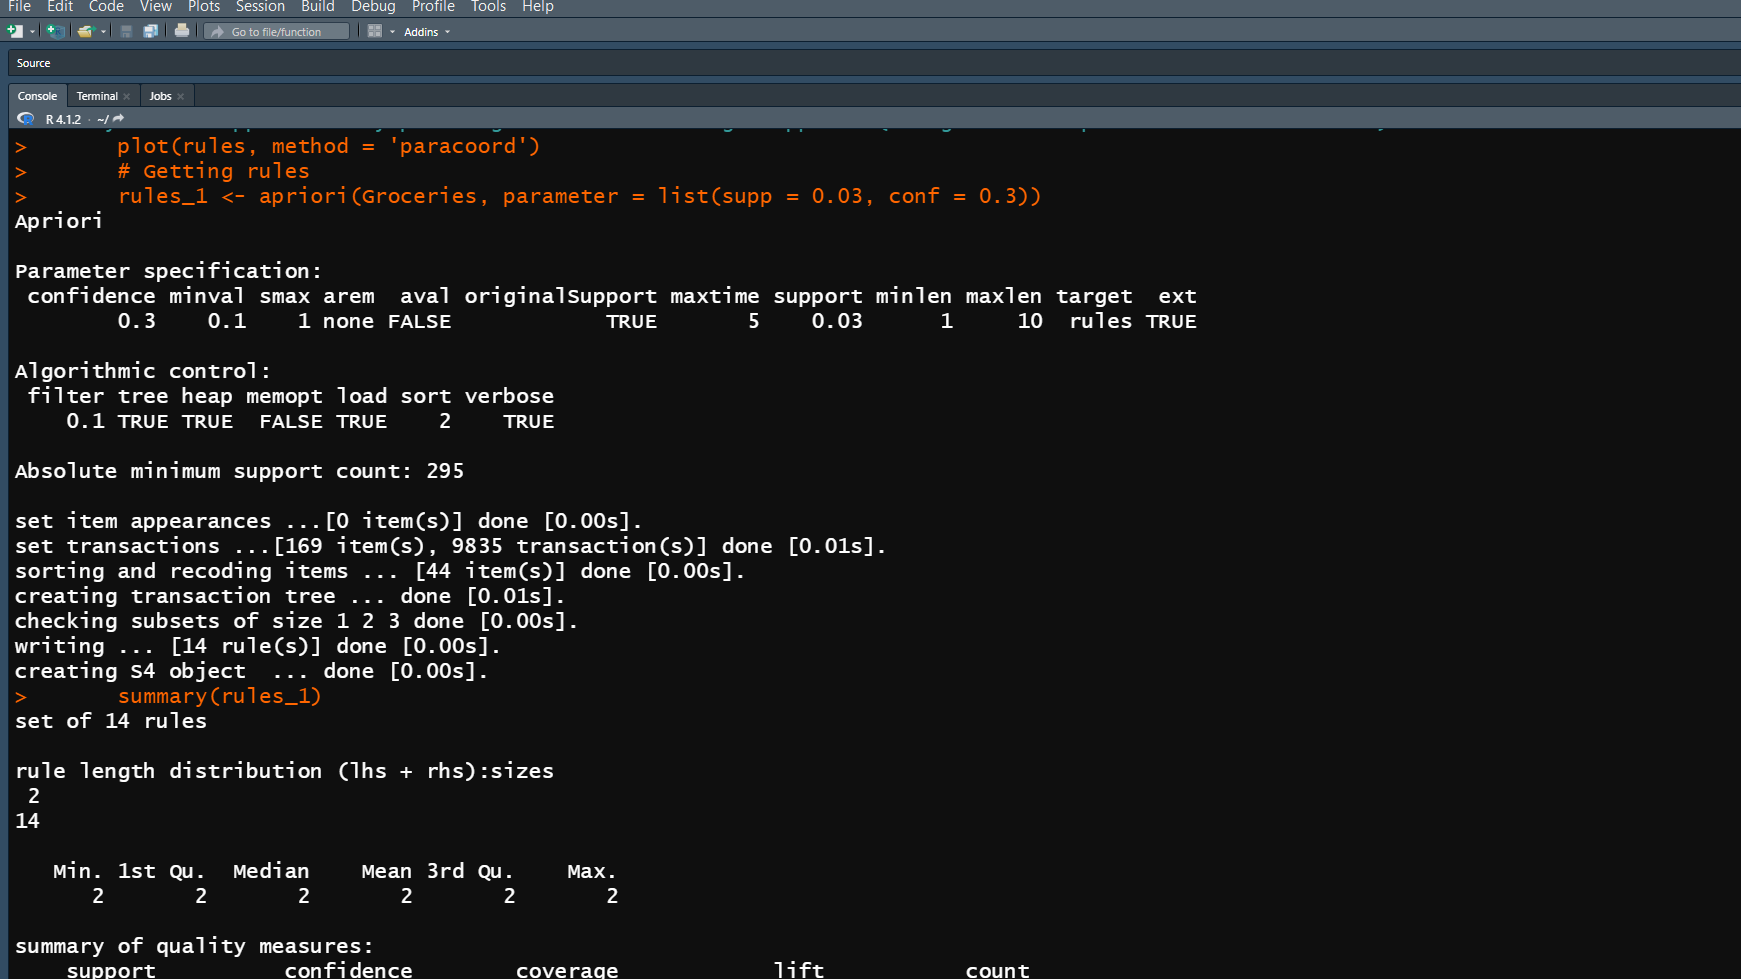 File Edit Code View Plots Session Build Debug Profile Tools Help
Go to file/function Addins
Source
Console Terminal Jobs
R 4.1.2 · ~/
> plot(rules, method = 'paracoord')
> # Getting rules
> rules_1 <- apriori(Groceries, parameter = list(supp = 0.03, conf = 0.3))
Apriori
Parameter specification:
confidence minval smax arem aval originalSupport maxtime support minlen maxlen target ext
0.3 0.1 1 none FALSE TRUE 5 0.03 1 10 rules TRUE
Algorithmic control:
filter tree heap memopt load sort verbose
0.1 TRUE TRUE FALSE TRUE 2 TRUE
Absolute minimum support count: 295
set item appearances ...[0 item(s)] done [0.00s].
set transactions ...[169 item(s), 9835 transaction(s)] done [0.01s].
sorting and recoding items ... [44 item(s)] done [0.00s].
creating transaction tree ... done [0.01s].
checking subsets of size 1 2 3 done [0.00s].
writing ... [14 rule(s)] done [0.00s].
creating S4 object ... done [0.00s].
> summary(rules_1)
set of 14 rules
rule length distribution (lhs + rhs):sizes
2
14
Min. 1st Qu. Median Mean 3rd Qu. Max.
2 2 2 2 2 2
summary of quality measures:
support confidence coverage lift count